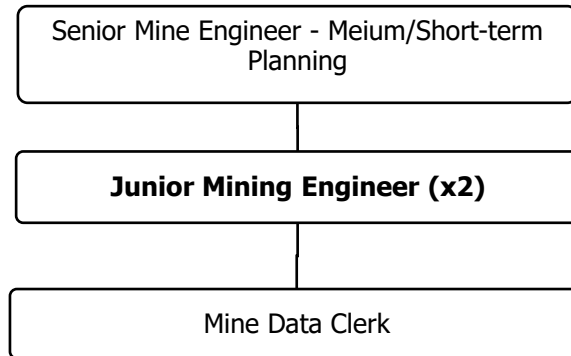 Senior Mine Engineer - Meium/Short-term
Planning
Junior Mining Engineer (x2)
Mine Data Clerk